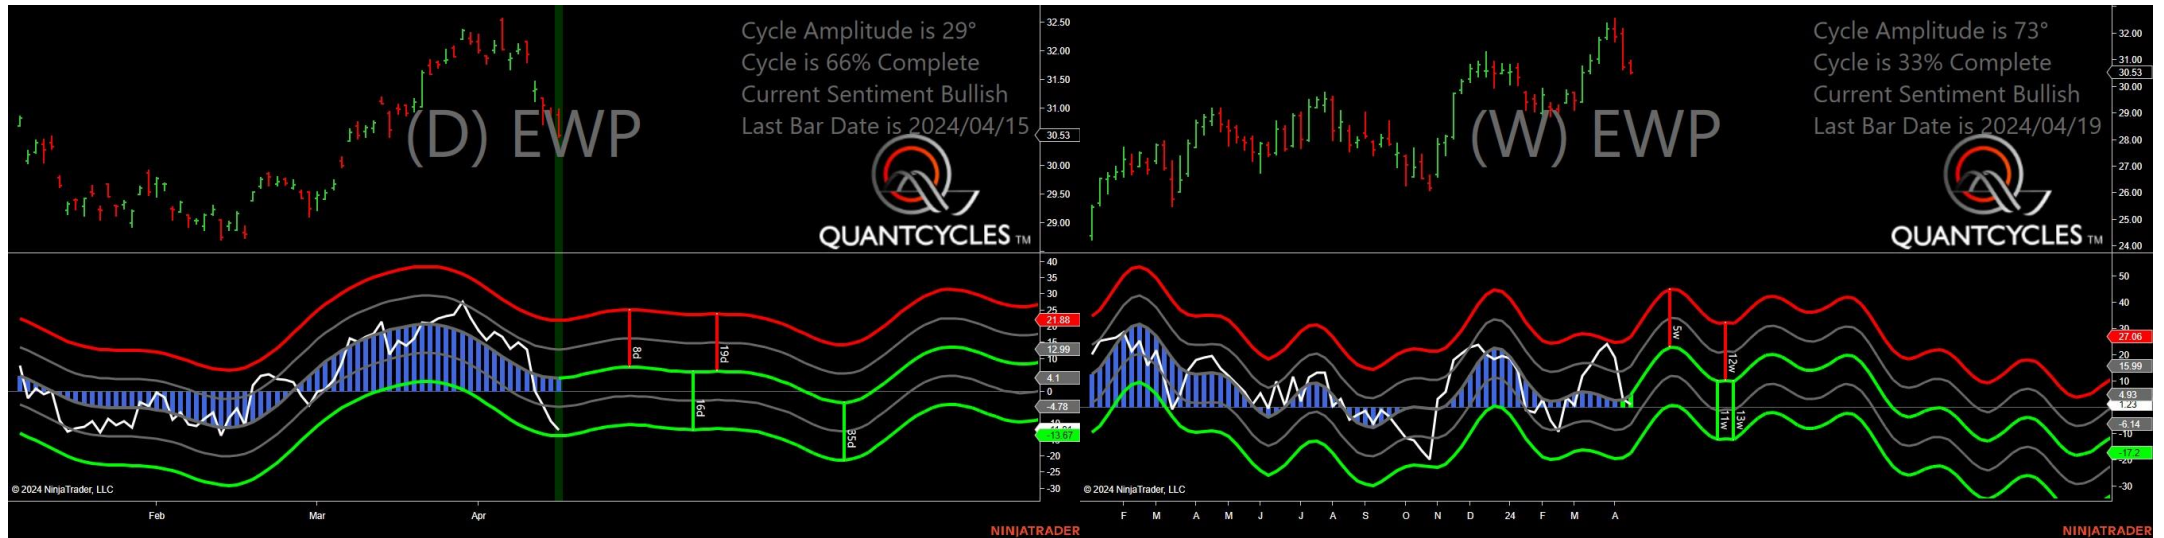 Cycle Amplitude is 29°
Cycle is 66% Complete
Current Sentiment Bullish
Last Bar Date is 2024/04/15
(D) EWP
QUANTCYCLES TM
32.50
32.00
31.50
31.00
30.53
30.00
29.50
29.00
40
35
30
25
21.88
15
12.99
10
4.1
0
-4.78
-13.67
-20
-25
-30
8d
19d
16d
85d
© 2024 NinjaTrader, LLC
Feb Mar Apr
NINJATRADER
Cycle Amplitude is 73°
Cycle is 33% Complete
Current Sentiment Bullish
Last Bar Date is 2024/04/19
(W) EWP
QUANTCYCLES TM
32.00
31.00
30.53
30.00
29.00
28.00
27.00
26.00
25.00
24.00
50
40
30
27.06
20
15.99
10
4.93
1.23
-6.14
-10
-17.2
-30
5w
12w
11w
13w
© 2024 NinjaTrader, LLC
F M A M J J A S O N D 24 F M A
NINJATRADER